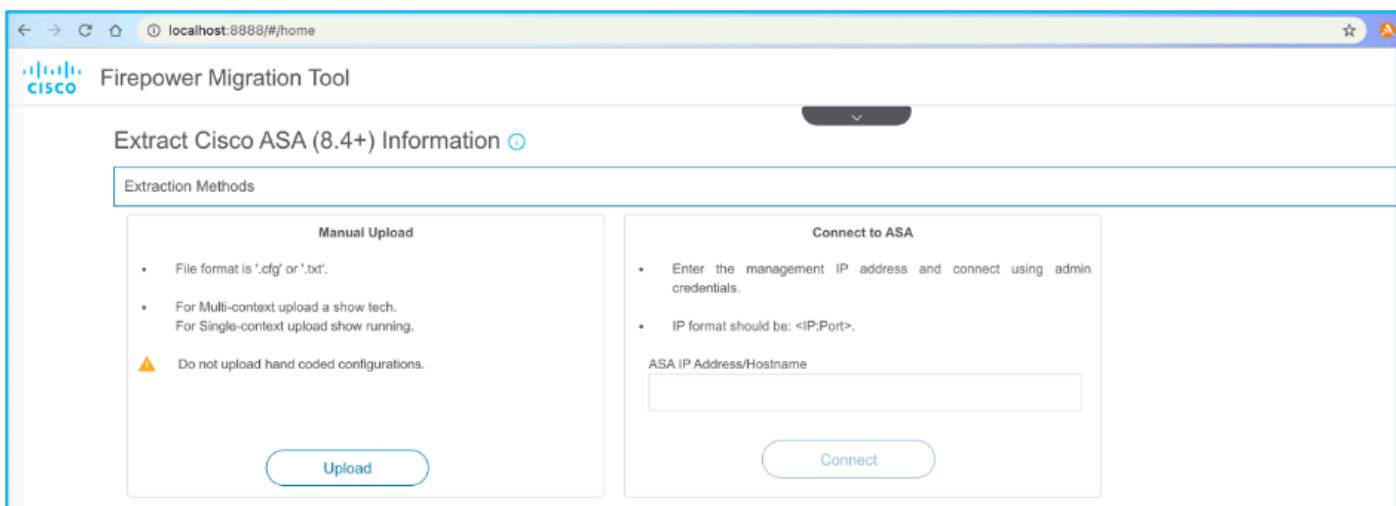 localhost:8888/#/home
CISCO
Firepower Migration Tool
Extract Cisco ASA (8.4+) Information
Extraction Methods
Manual Upload
• File format is '.cfg' or '.txt'.
• For Multi-context upload a show tech.
For Single-context upload show running.
Do not upload hand coded configurations.
Upload
Connect to ASA
• Enter the management IP address and connect using admin
credentials.
• IP format should be: <IP:Port>.
ASA IP Address/Hostname
Connect